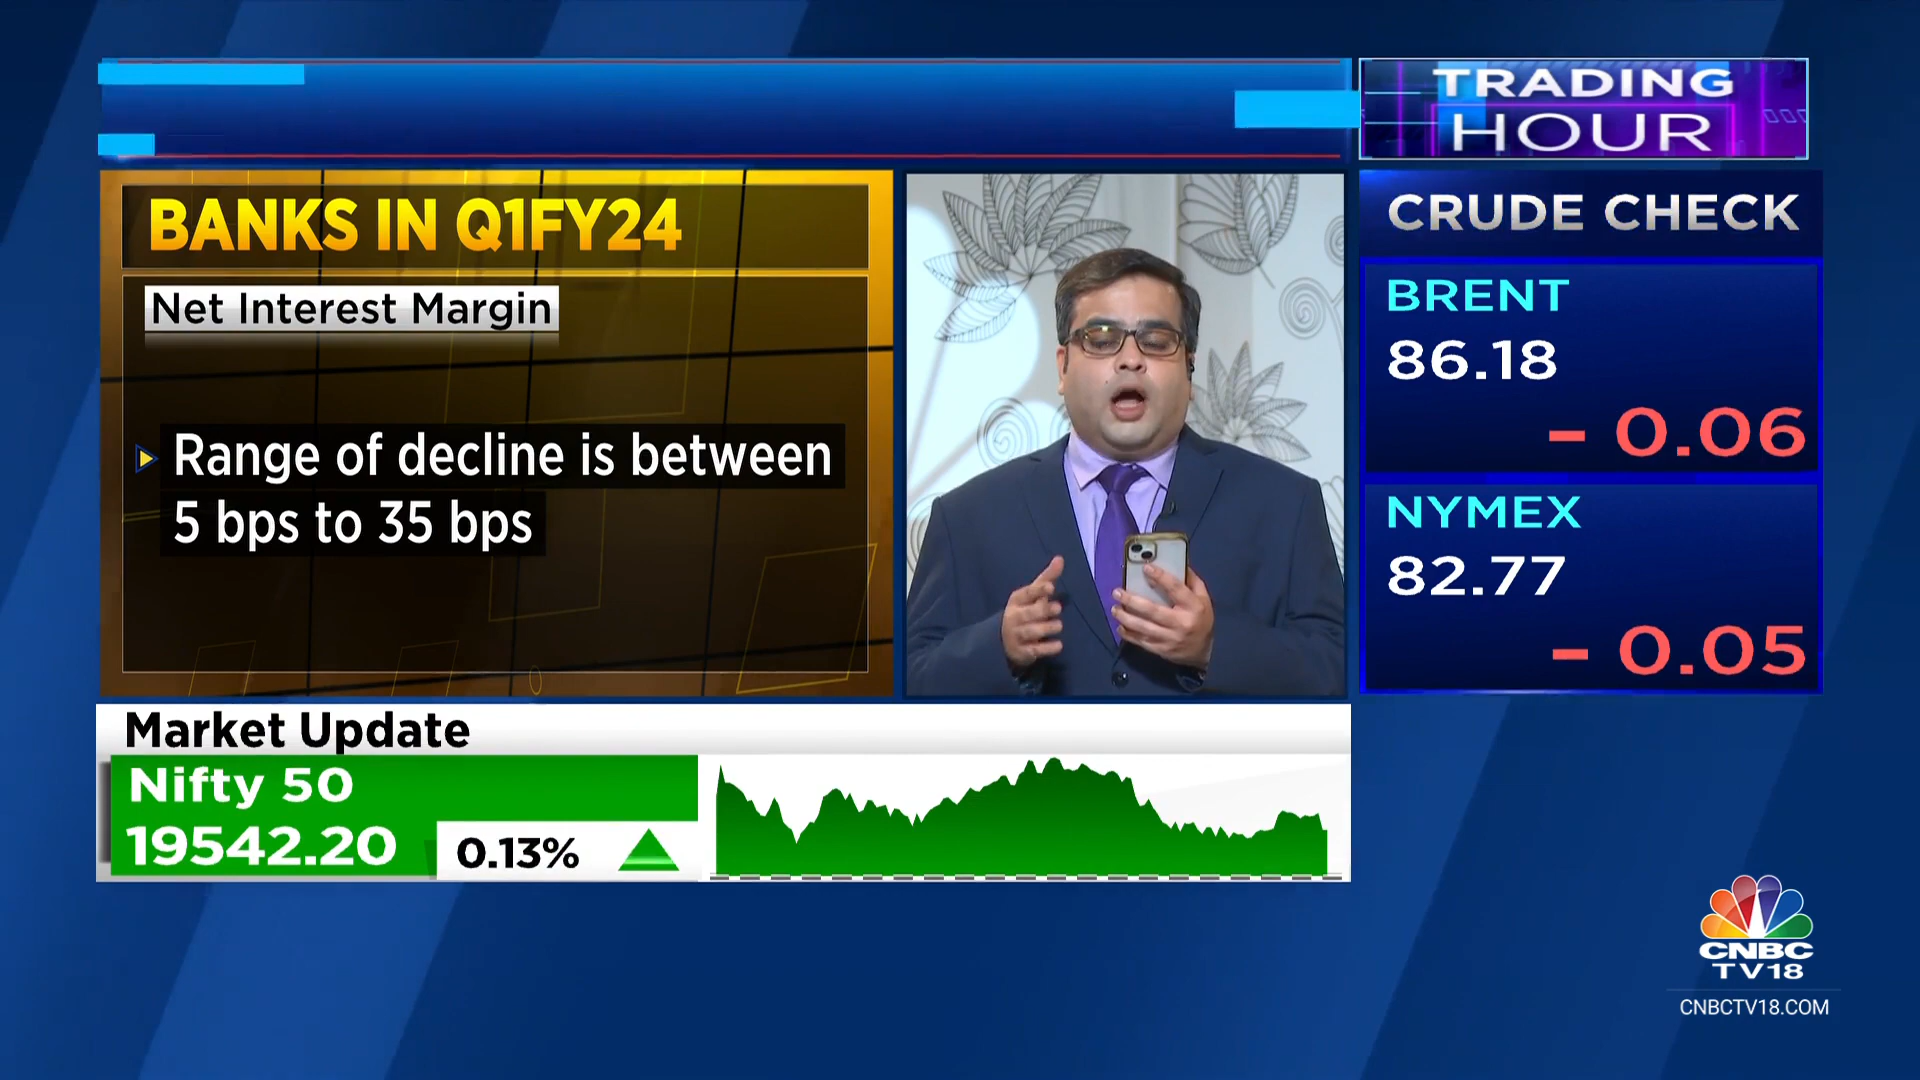 TRADING
HOUR
BANKS IN Q1FY24
Net Interest Margin
Range of decline is between
5 bps to 35 bps
CRUDE CHECK
BRENT
86.18
- 0.06
NYMEX
82.77
- 0.05
Market Update
Nifty 50
19542.20
0.13%
CNBC
TV18
CNBCTV18.COM